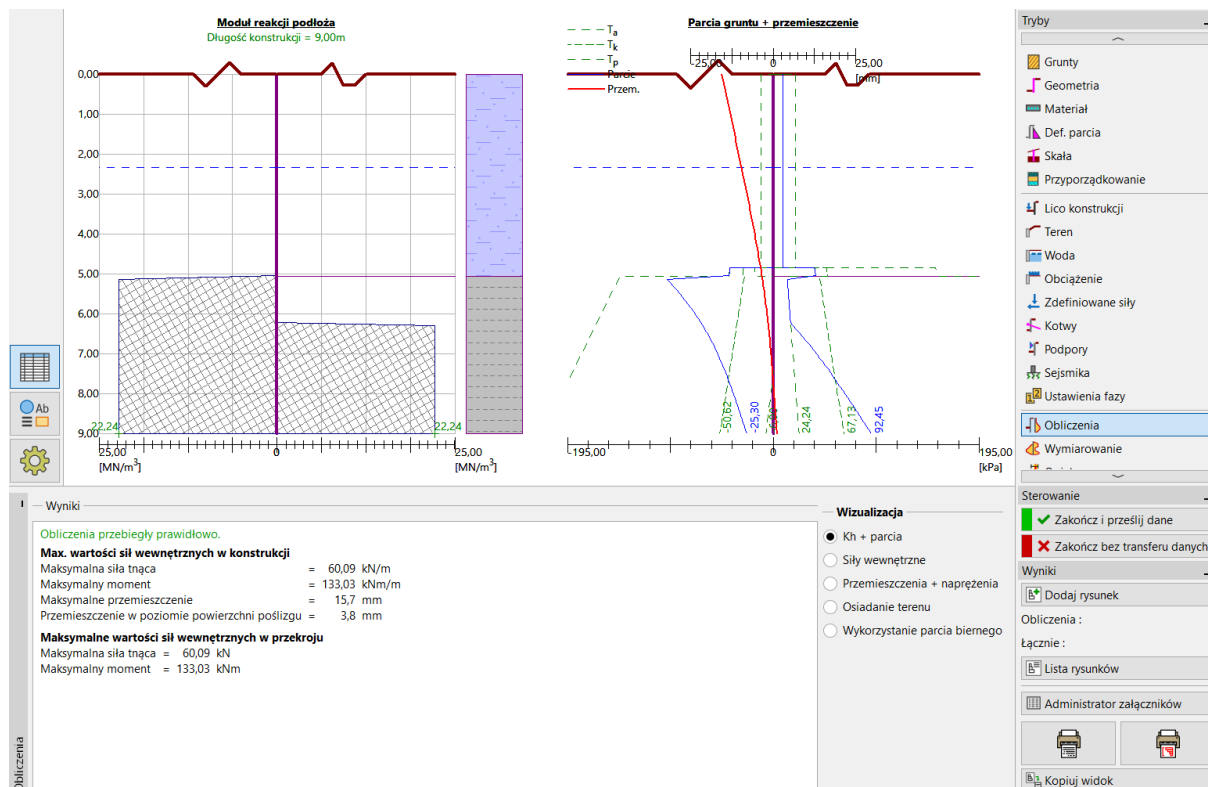 Moduł reakcji podłoża
Długość konstrukcji = 9,00m
0,00
1,00
2,00
3,00
4,00
5,00
6,00
7,00
8,00
9,00
22,24
22,24
25,00
0
25,00
[MN/m³]
[MN/m³]
Parcia gruntu + przemieszczenie
Ta
Tk
Tp
Parcie
Przem.
-25,00
0
25,00
[mm]
-50,62
-25,30
24,24
67,13
92,45
-195,00
0
195,00
[kPa]
Ab
Tryby
Grunty
Geometria
Materiał
Def. parcia
Skała
Przyporządkowanie
Lico konstrukcji
Teren
Woda
Obciążenie
Zdefiniowane siły
Kotwy
Podpory
Sejsmika
Ustawienia fazy
Obliczenia
Wymiarowanie
Sterowanie
Zakończ i prześlij dane
Zakończ bez transferu danych
Wyniki
Dodaj rysunek
Obliczenia :
Łącznie :
Lista rysunków
Administrator załączników
Kopiuj widok
Obliczenia
Wyniki
Obliczenia przebiegły prawidłowo.
Max. wartości sił wewnętrznych w konstrukcji
Maksymalna siła tnąca = 60,09 kN/m
Maksymalny moment = 133,03 kNm/m
Maksymalne przemieszczenie = 15,7 mm
Przemieszczenie w poziomie powierzchni poślizgu = 3,8 mm
Maksymalne wartości sił wewnętrznych w przekroju
Maksymalna siła tnąca = 60,09 kN
Maksymalny moment = 133,03 kNm
Wizualizacja
Kh + parcia
Siły wewnętrzne
Przemieszczenia + naprężenia
Osiadanie terenu
Wykorzystanie parcia biernego